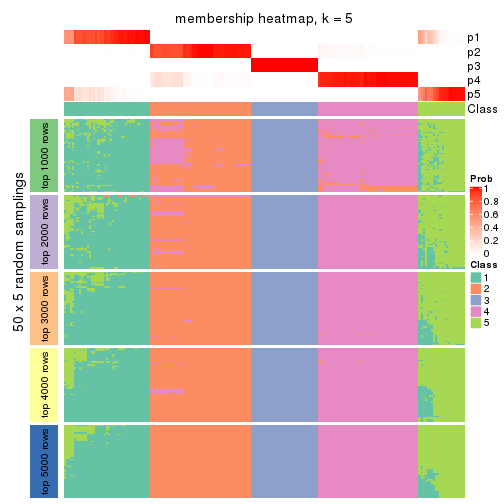 membership heatmap, k = 5
p1
p2
p3
p4
p5
Class
50 x 5 random samplings
top 1000 rows
top 2000 rows
top 3000 rows
top 4000 rows
top 5000 rows
Prob
1
0.8
0.6
0.4
0.2
0
Class
1
2
3
4
5